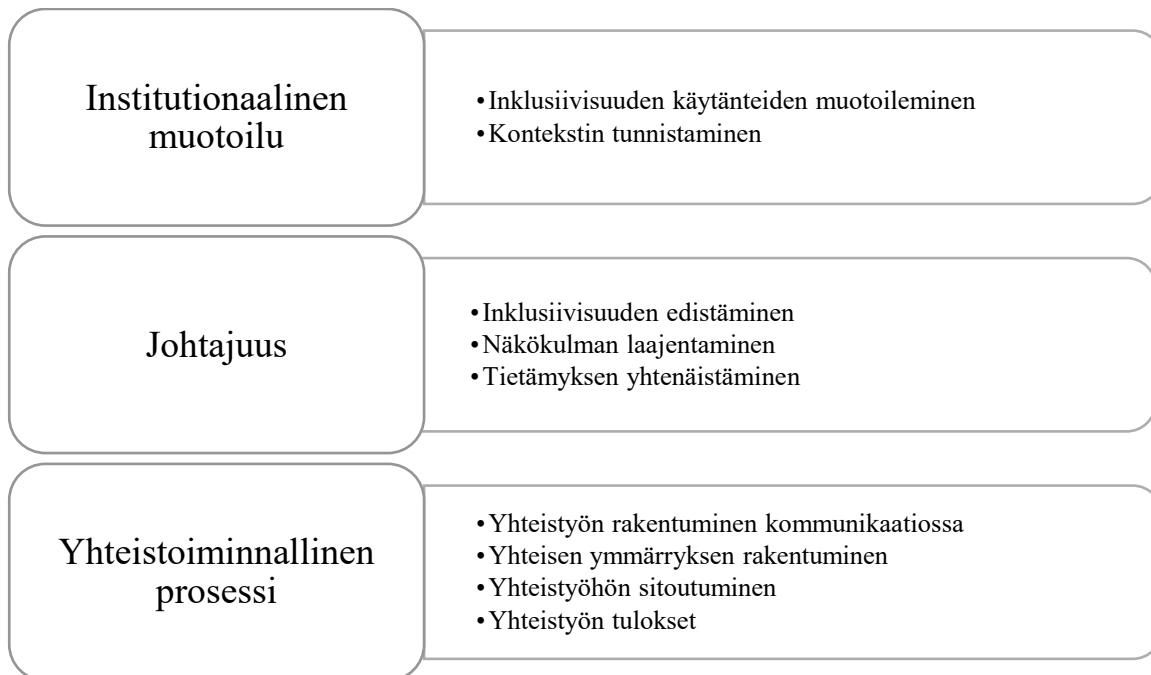 Institutionaalinen
muotoilu
•Inklusiivisuuden käytänteiden muotoileminen
•Kontekstin tunnistaminen
Johtajuus
•Inklusiivisuuden edistäminen
•Näkökulman laajentaminen
•Tietämyksen yhtenäistäminen
Yhteistoiminnallinen
prosessi
•Yhteistyön rakentuminen kommunikaatiossa
•Yhteisen ymmärryksen rakentuminen
•Yhteistyöhön sitoutuminen
•Yhteistyön tulokset